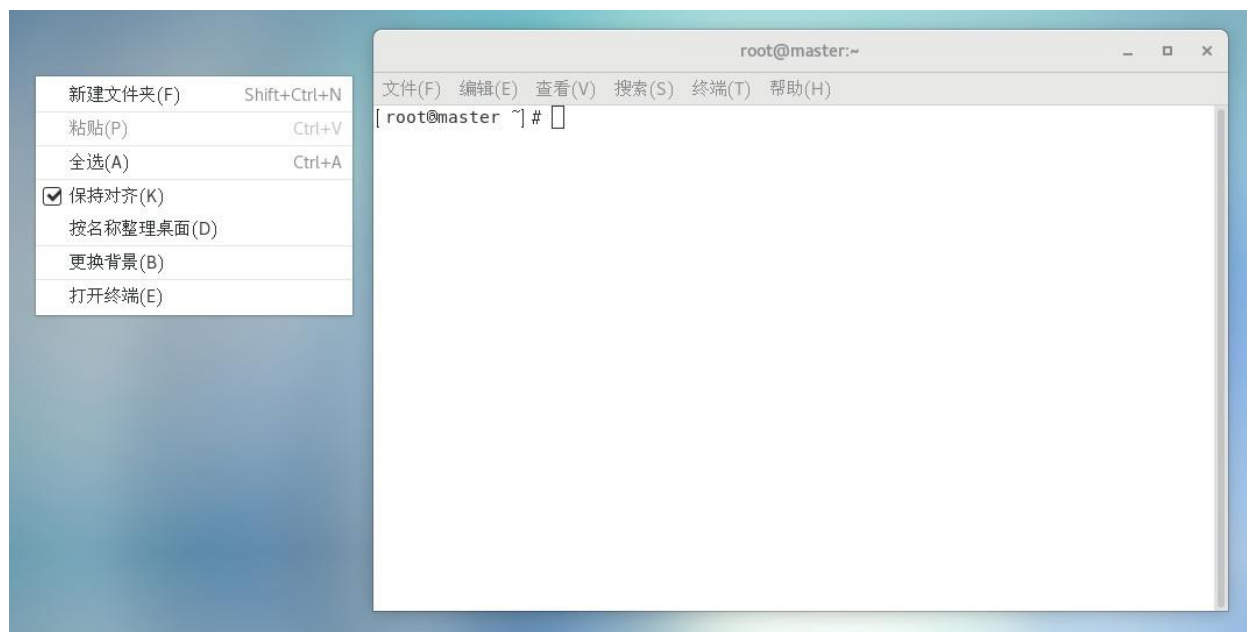 新建文件夹(F) Shift+Ctrl+N
粘贴(P) Ctrl+V
全选(A) Ctrl+A
保持对齐(K)
按名称整理桌面(D)
更换背景(B)
打开终端(E)
root@master:~
文件(F) 编辑(E) 查看(V) 搜索(S) 终端(T) 帮助(H)
[root@master ~]#